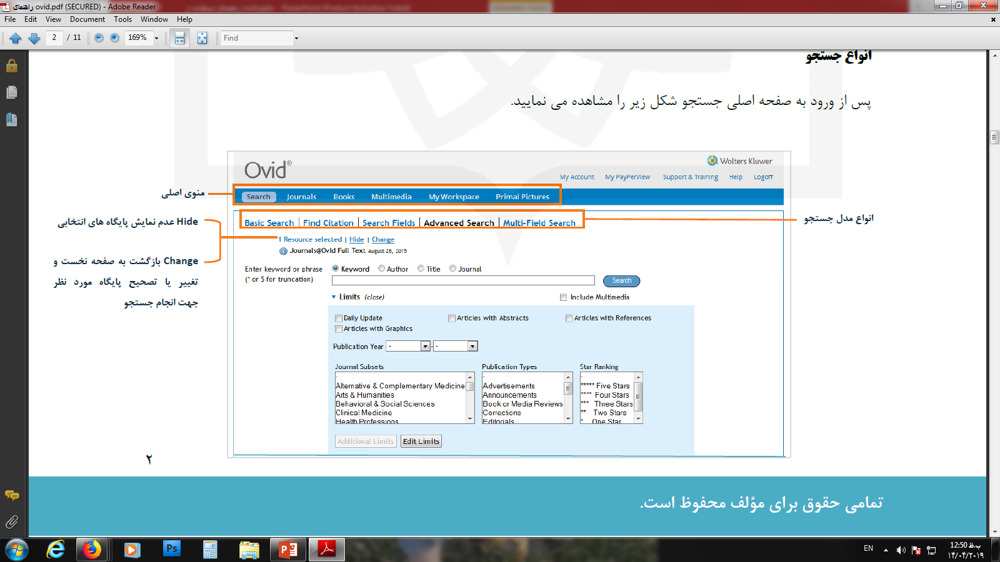 راهنمای ovid.pdf (SECURED) - Adobe Reader
File Edit View Document Tools Window Help
2 / 11 169% Find
انواع جستجو
پس از ورود به صفحه اصلی جستجو شکل زیر را مشاهده می نمایید.
Ovid®
Wolters Kluwer
My Account My PayPerView Support & Training Help Logoff
منوی اصلی
Search Journals Books Multimedia My Workspace Primal Pictures
Basic Search | Find Citation | Search Fields | Advanced Search | Multi-Field Search
انواع مدل جستجو
Hide عدم نمایش پایگاه های انتخابی
Change بازگشت به صفحه نخست و
تغییر یا تصحیح پایگاه مورد نظر
جهت انجام جستجو
1 Resource selected | Hide | Change
Journals@Ovid Full Text August 28, 2015
Enter keyword or phrase
(* or $ for truncation)
Keyword Author Title Journal
Search
Limits (close)
Include Multimedia
Daily Update Articles with Abstracts Articles with References
Articles with Graphics
Publication Year - - -
Journal Subsets
-
Alternative & Complementary Medicine
Arts & Humanities
Behavioral & Social Sciences
Clinical Medicine
Health Professions
Publication Types
-
Advertisements
Announcements
Book or Media Reviews
Corrections
Editorials
Star Ranking
-
***** Five Stars
**** Four Stars
*** Three Stars
** Two Stars
* One Star
Additional Limits Edit Limits
۲
تمامی حقوق برای مؤلف محفوظ است.
Ps
EN
12:50 ب.ظ
۱۴/۰۴/۲۰۱۹